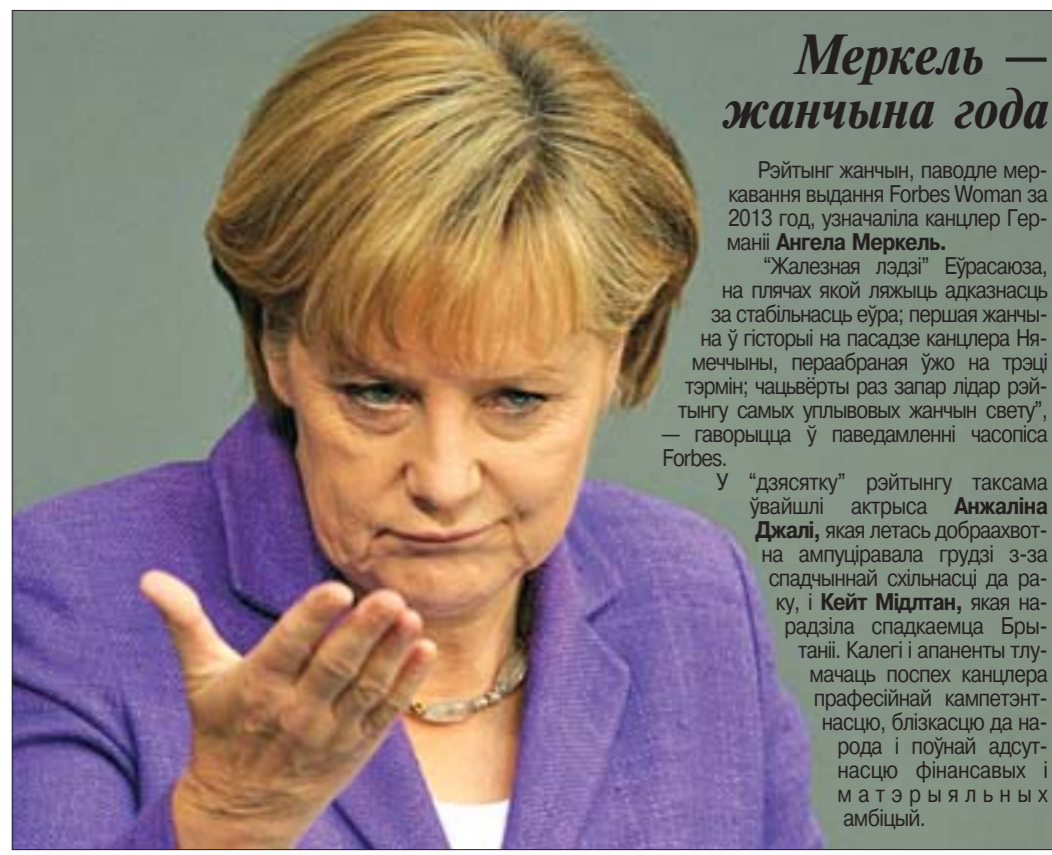 Меркель —
жанчына года
Рэйтынг жанчын, паводле мер-
кавання выдання Forbes Woman за
2013 год, узначаліла канцлер Гер-
маніі Ангела Меркель.
“Жалезная лэдзі” Еўрасаюза,
на плячах якой ляжыць адказнасць
за стабільнасць еўра; першая жанчы-
на ў гісторыі на пасадзе канцлера Ня-
меччыны, перaабраная ўжо на трэці
тэрмін; чацьвёрты раз запар лідар рэй-
тынгу самых уплывовых жанчын свету”,
— гаворыцца ў паведамленні часопіса
Forbes.
У “дзясятку” рэйтынгу таксама
ўвайшлі актрыса Анжаліна
Джалі, якая летась добраахвот-
на ампуціравала грудзі з-за
спадчыннай схільнасці да ра-
ку, і Кейт Мідлтан, якая на-
радзіла спадкаемца Бры-
таніі. Калегі і апаненты тлу-
мачаць поспех канцлера
прафесійнай кампетэнт-
насцю, блізкасцю да на-
рода і поўнай адсут-
насцю фінансавых і
матэрыяльных
амбіцый.